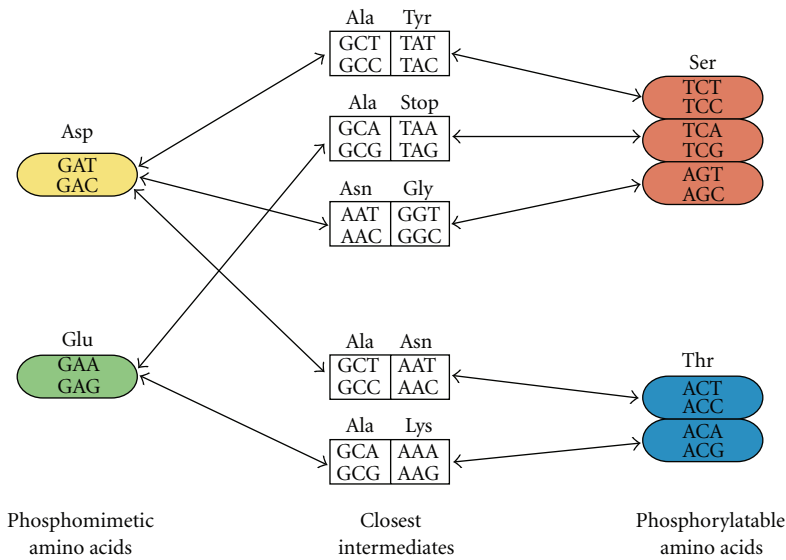 Ala Tyr
GCT TAT
GCC TAC
Ser
TCT
TCC
TCA
TCG
AGT
AGC
Ala Stop
GCA TAA
GCG TAG
Asp
GAT
GAC
Asn Gly
AAT GGT
AAC GGC
Glu
GAA
GAG
Ala Asn
GCT AAT
GCC AAC
Thr
ACT
ACC
ACA
ACG
Ala Lys
GCA AAA
GCG AAG
Phosphomimetic
amino acids
Closest
intermediates
Phosphorylatable
amino acids